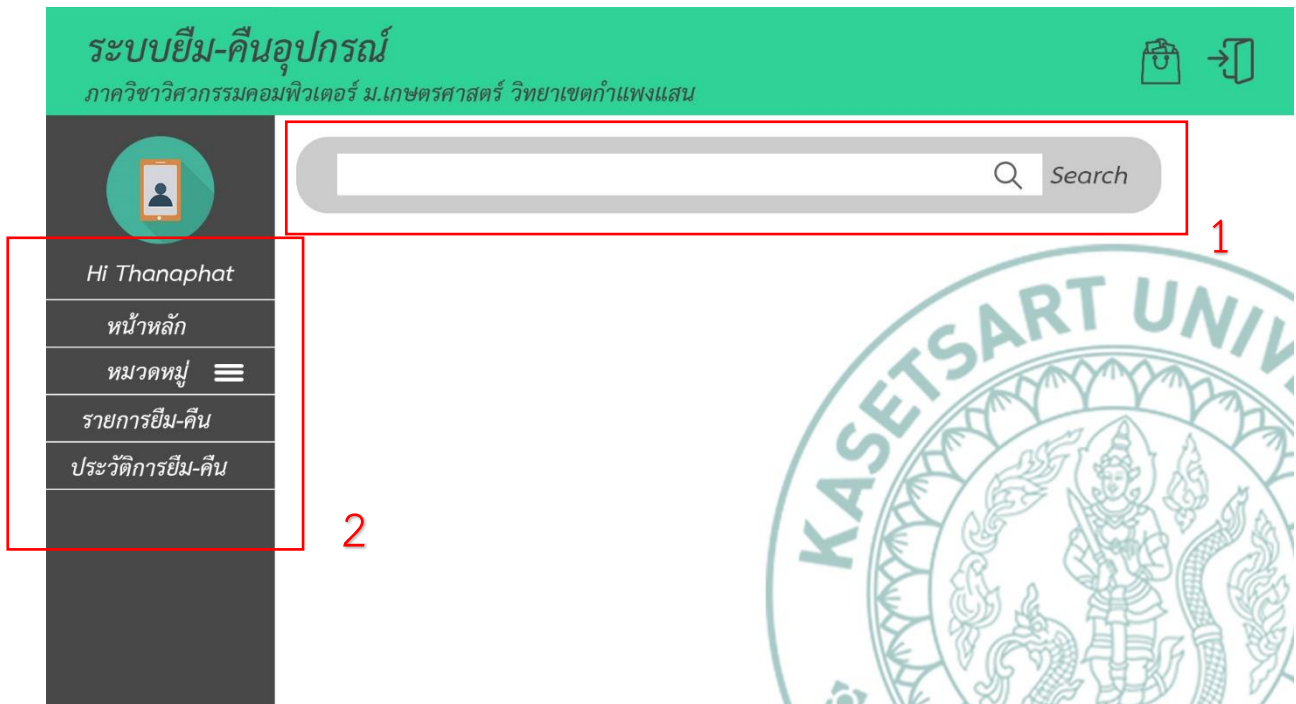 ระบบยืม-คืนอุปกรณ์
ภาควิชาวิศวกรรมคอมพิวเตอร์ ม.เกษตรศาสตร์ วิทยาเขตกำแพงแสน
Search
1
Hi Thanaphat
หน้าหลัก
หมวดหมู่
รายการยืม-คืน
ประวัติการยืม-คืน
2
KASETSART